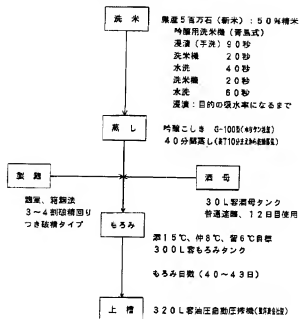 洗米
県産5百万石(新米):50%精米
吟醸用洗米機
浸漬(手洗)90秒
洗米機 20秒
水洗 40秒
洗米機 20秒
水洗 60秒
浸漬:目的の吸水率になるまで
蒸し
吟醸こしき G-100型
40分間蒸し
製麹
麹室、箱麹法
3~4割破精回り
つき破精タイプ
酒母
30L容酒母タンク
普通速醸、12日目使用
もろみ
添15℃、仲8℃、留6℃目標
300L容もろみタンク
もろみ日数(40~43日)
上槽
320L容油圧自動圧搾機